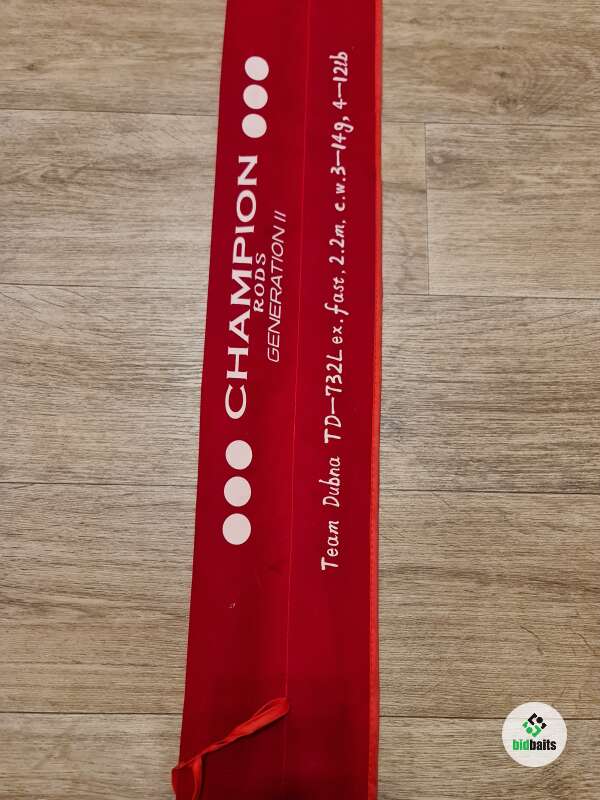 CHAMPION
RODS
GENERATION II
Team Dubna TD-732L ex.fast, 2.2m, c.w.3-14g, 4-12lb
bidbaits